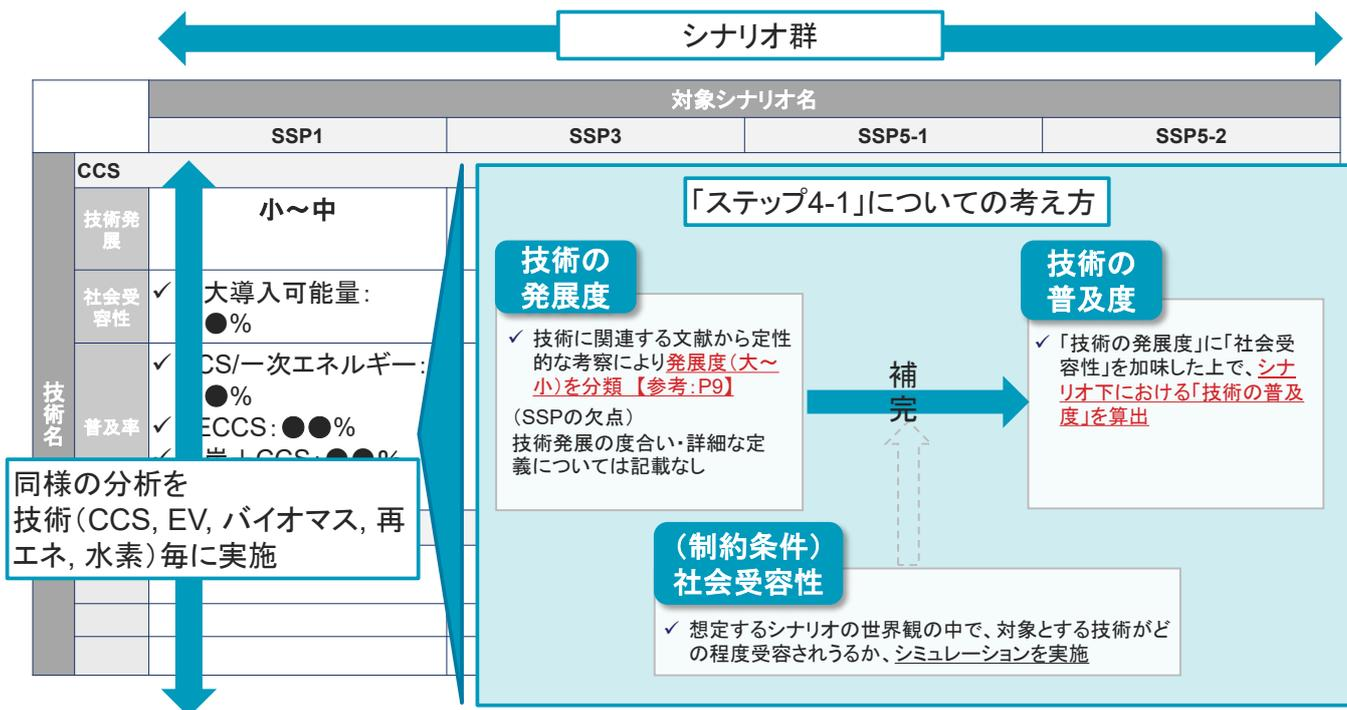 シナリオ群
対象シナリオ名
SSP1
SSP3
SSP5-1
SSP5-2
技術名
CCS
技術発
展
小～中
社会受
容性
✓
大導入可能量：
●%
普及率
✓
CS/一次エネルギー：
●%
✓
ECCS：●●%
同様の分析を
技術（CCS, EV, バイオマス, 再
エネ, 水素）毎に実施
「ステップ4-1」についての考え方
技術の
発展度
✓ 技術に関連する文献から定性
的な考察により発展度（大～
小）を分類 【参考：P9】
（SSPの欠点）
技術発展の度合い・詳細な定
義については記載なし
補
完
技術の
普及度
✓ 「技術の発展度」に「社会受
容性」を加味した上で、シナ
リオ下における「技術の普及
度」を算出
（制約条件）
社会受容性
✓ 想定するシナリオの世界観の中で、対象とする技術がど
の程度受容されうるか、シミュレーションを実施